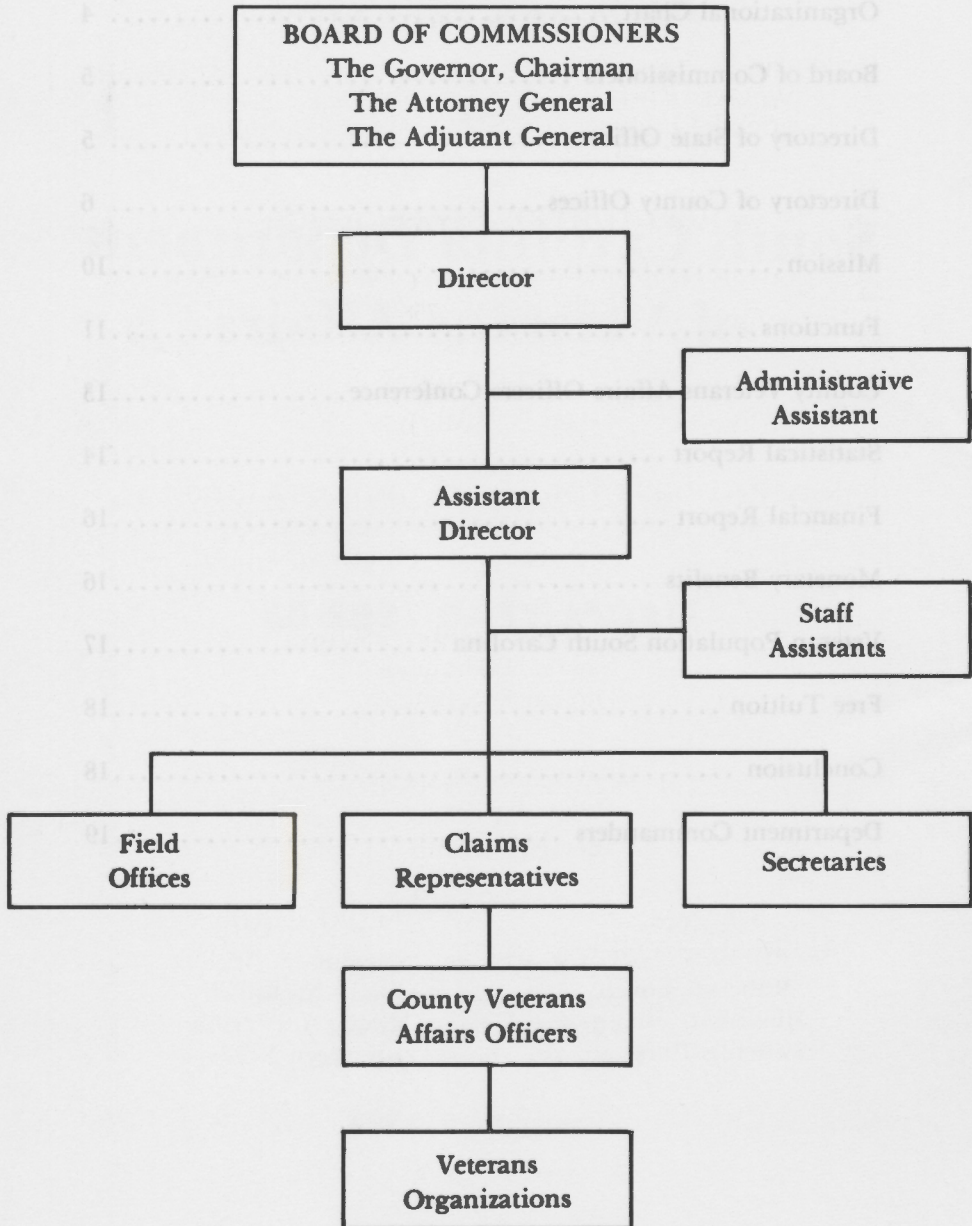 BOARD OF COMMISSIONERS
The Governor, Chairman
The Attorney General
The Adjutant General
Director
Administrative
Assistant
Assistant
Director
Staff
Assistants
Field
Offices
Claims
Representatives
Secretaries
County Veterans
Affairs Officers
Veterans
Organizations